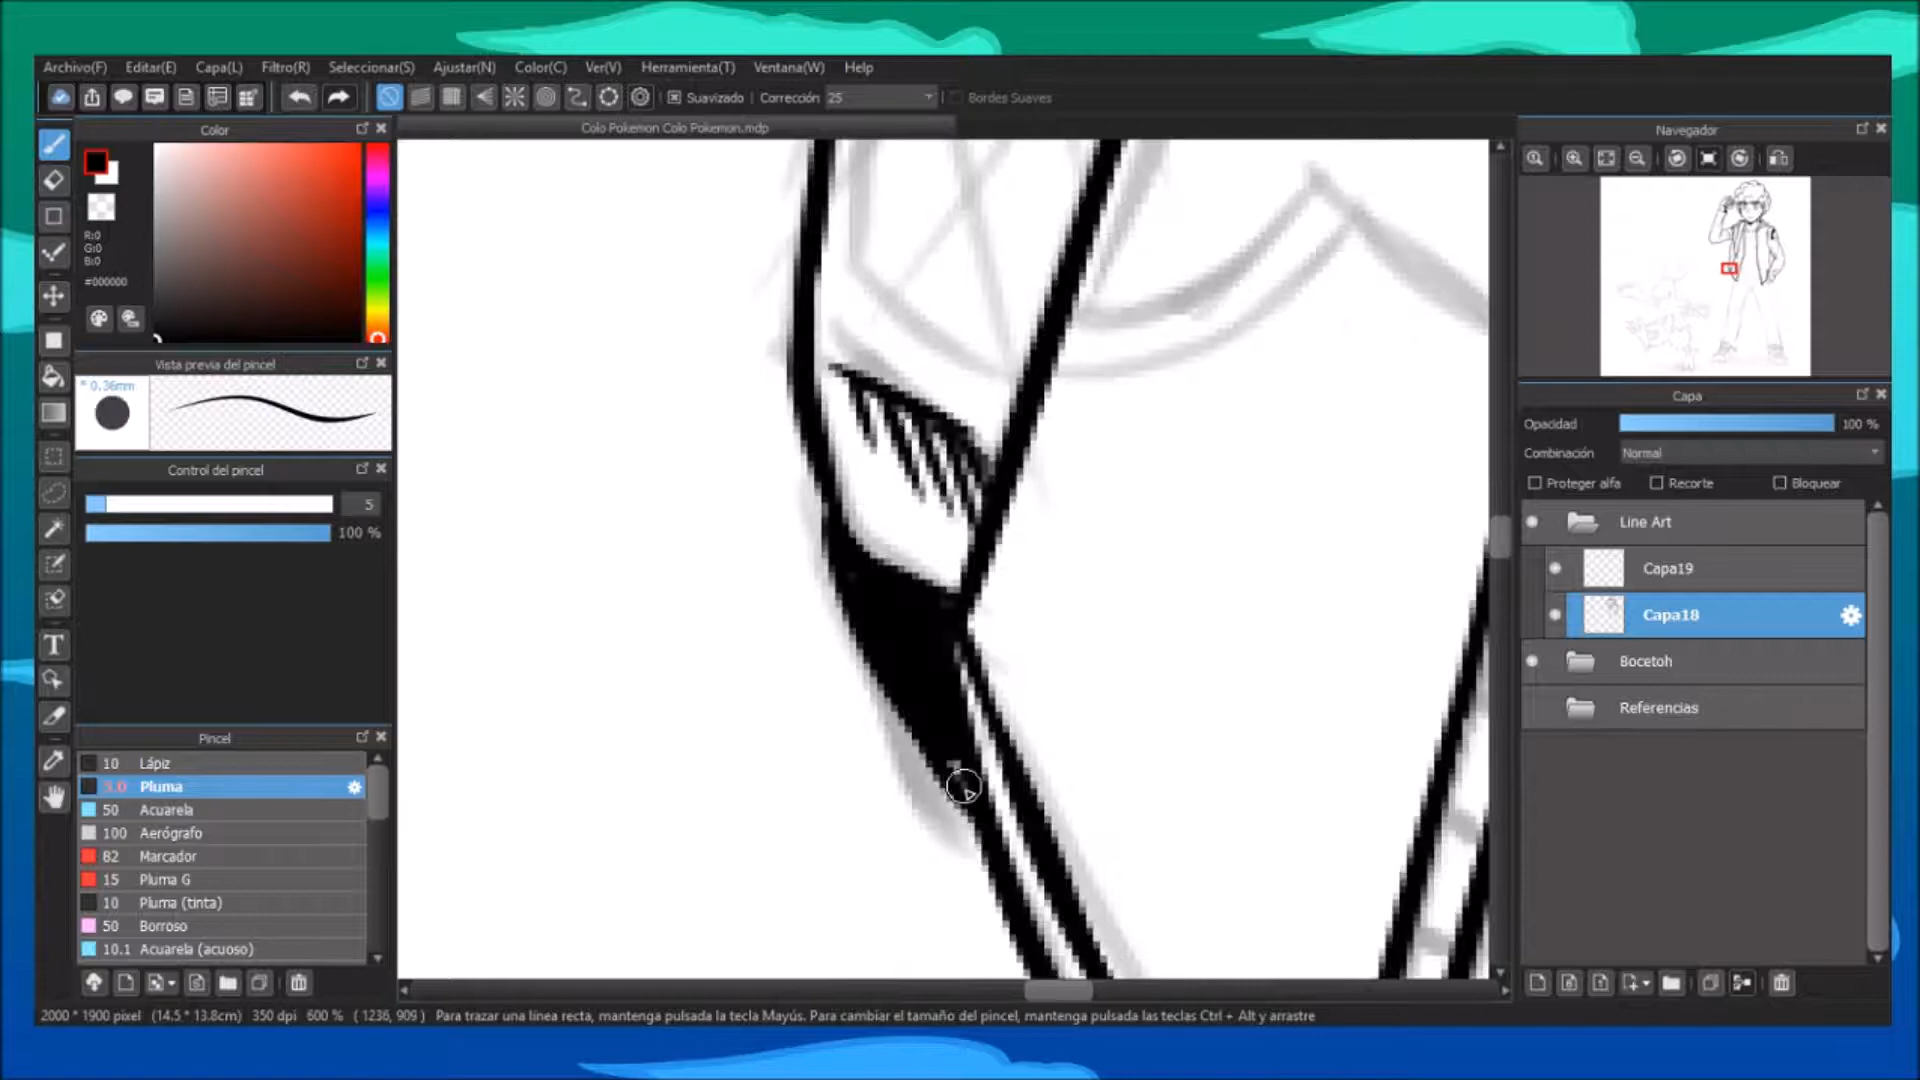 Archivo(F) Editar(E) Capa(L) Filtro(R) Seleccionar(S) Ajustar(N) Color(C) Ver(V) Herramienta(T) Ventana(W) Help
Suavizado Corrección 25 Bordes Suaves
Color
Colo Pokemon Colo Pokemon.mdp
Navegador
R:0
G:0
B:0
#000000
Vista previa del pincel
* 0.36mm
Control del pincel
5
100 %
Pincel
10 Lápiz
5.0 Pluma
50 Acuarela
100 Aerógrafo
82 Marcador
15 Pluma G
10 Pluma (tinta)
50 Borroso
10.1 Acuarela (acuoso)
Capa
Opacidad 100 %
Combinación Normal
Proteger alfa Recorte Bloquear
Line Art
Capa19
Capa18
Bocetoh
Referencias
2000 * 1900 pixel (14.5 * 13.8cm) 350 dpi 600 % ( 1236, 909 ) Para trazar una línea recta, mantenga pulsada la tecla Mayús. Para cambiar el tamaño del pincel, mantenga pulsada las teclas Ctrl + Alt y arrastre